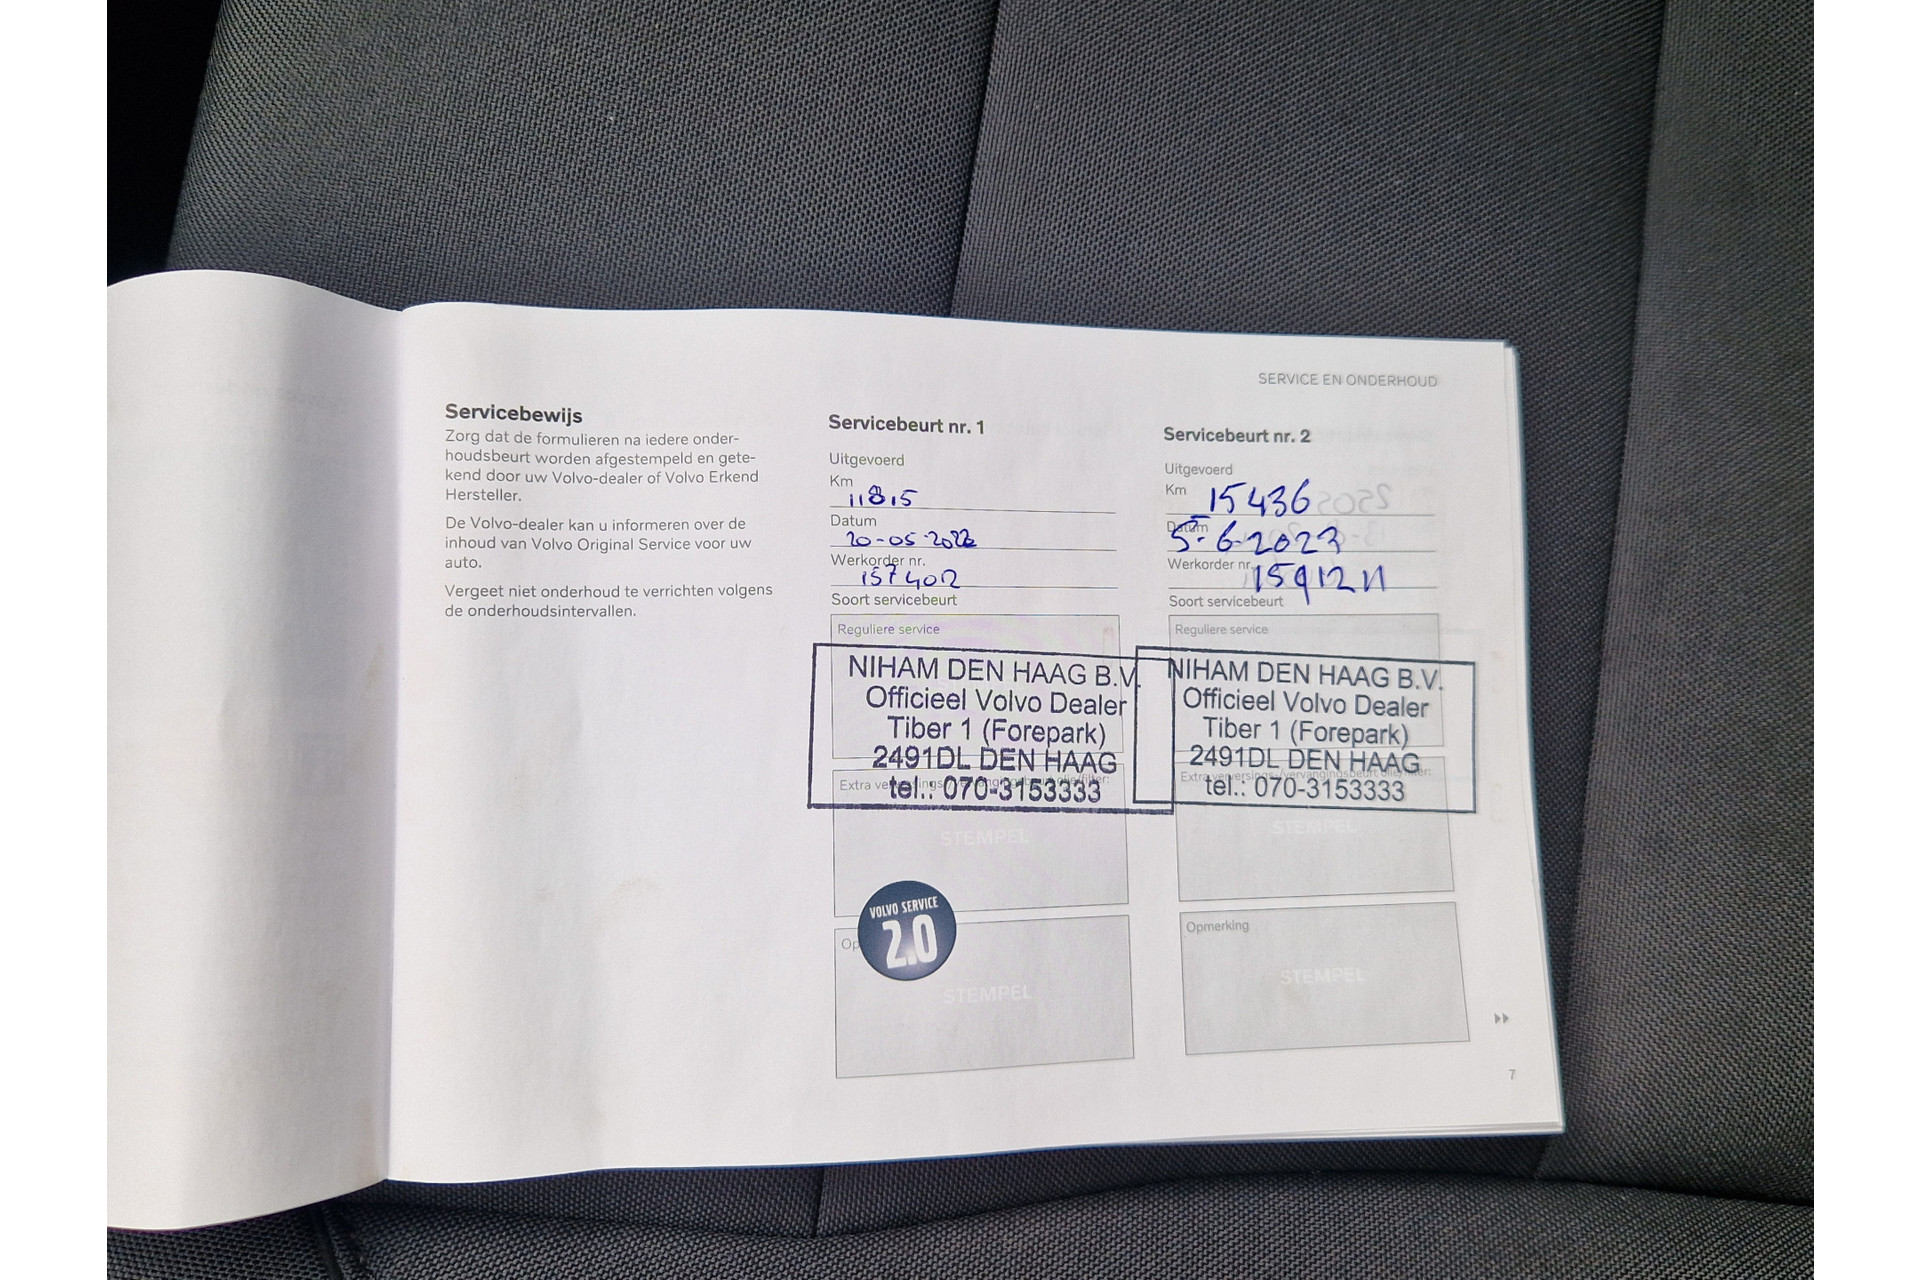 SERVICE EN ONDERHOUD
Servicebewijs
Zorg dat de formulieren na iedere onder-
houdsbeurt worden afgestempeld en gete-
kend door uw Volvo-dealer of Volvo Erkend
Hersteller.
De Volvo-dealer kan u informeren over de
inhoud van Volvo Original Service voor uw
auto.
Vergeet niet onderhoud te verrichten volgens
de onderhoudsintervallen.
Servicebeurt nr. 1
Uitgevoerd
Km
11815
Datum
20-05-2022
Werkorder nr.
157402
Soort servicebeurt
Reguliere service
NIHAM DEN HAAG B.V.
Officieel Volvo Dealer
Tiber 1 (Forepark)
2491DL DEN HAAG
tel.: 070-3153333
STEMPEL
VOLVO SERVICE
2.0
STEMPEL
Servicebeurt nr. 2
Uitgevoerd
Km
15436
Datum
5-6-2023
Werkorder nr.
Soort servicebeurt
Reguliere service
NIHAM DEN HAAG B.V.
Officieel Volvo Dealer
Tiber 1 (Forepark)
2491DL DEN HAAG
Extra verversings-/vervangingsbeurt olie/filter:
tel.: 070-3153333
STEMPEL
Opmerking
STEMPEL
7